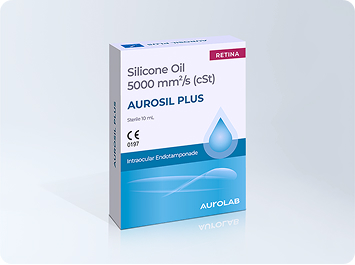 RETINA
Silicone Oil
5000 mm²/s (cSt)
AUROSIL PLUS
Sterile 10 mL
CE
0197
Intraocular Endotamponade
AUROLAB
AUROSIL PLUS